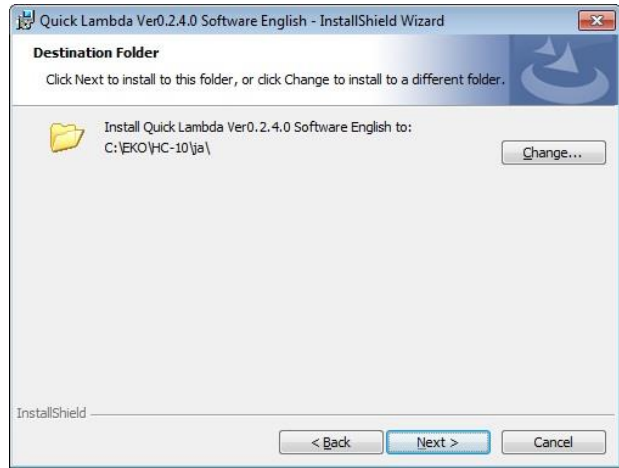 Quick Lambda Ver0.2.4.0 Software English - InstallShield Wizard
Destination Folder
Click Next to install to this folder, or click Change to install to a different folder.
Install Quick Lambda Ver0.2.4.0 Software English to:
C:\EKO\HC-10\ja\
Change...
InstallShield
< Back
Next >
Cancel